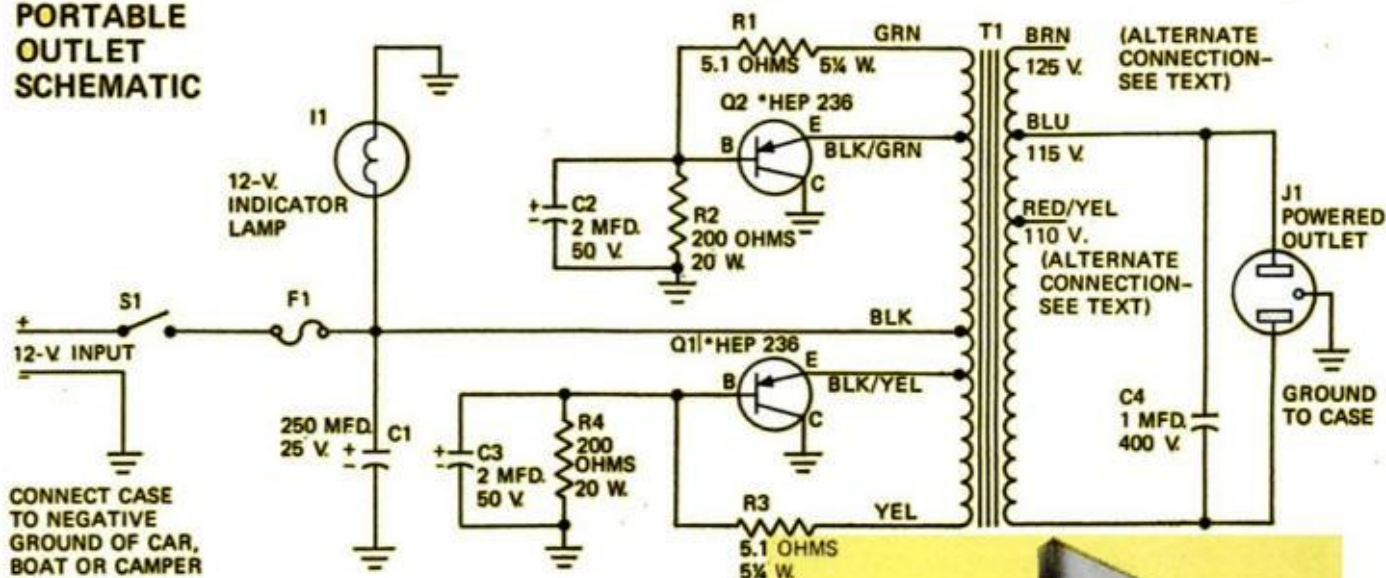 PORTABLE
OUTLET
SCHEMATIC
I1
12-V.
INDICATOR
LAMP
S1
+
12-V. INPUT
-
F1
CONNECT CASE
TO NEGATIVE
GROUND OF CAR,
BOAT OR CAMPER
250 MFD.
25 V.
+
-
C1
R1
5.1 OHMS 5¼ W.
GRN
Q2 *HEP 236
B
E
C
BLK/GRN
+
-
C2
2 MFD.
50 V.
R2
200 OHMS
20 W.
BLK
Q1 *HEP 236
B
E
C
BLK/YEL
+
-
C3
2 MFD.
50 V.
R4
200
OHMS
20 W.
R3
5.1 OHMS
5¼ W.
YEL
T1
BRN
125 V.
(ALTERNATE
CONNECTION-
SEE TEXT)
BLU
115 V.
RED/YEL
110 V.
(ALTERNATE
CONNECTION-
SEE TEXT)
C4
1 MFD.
400 V.
J1
POWERED
OUTLET
GROUND
TO CASE